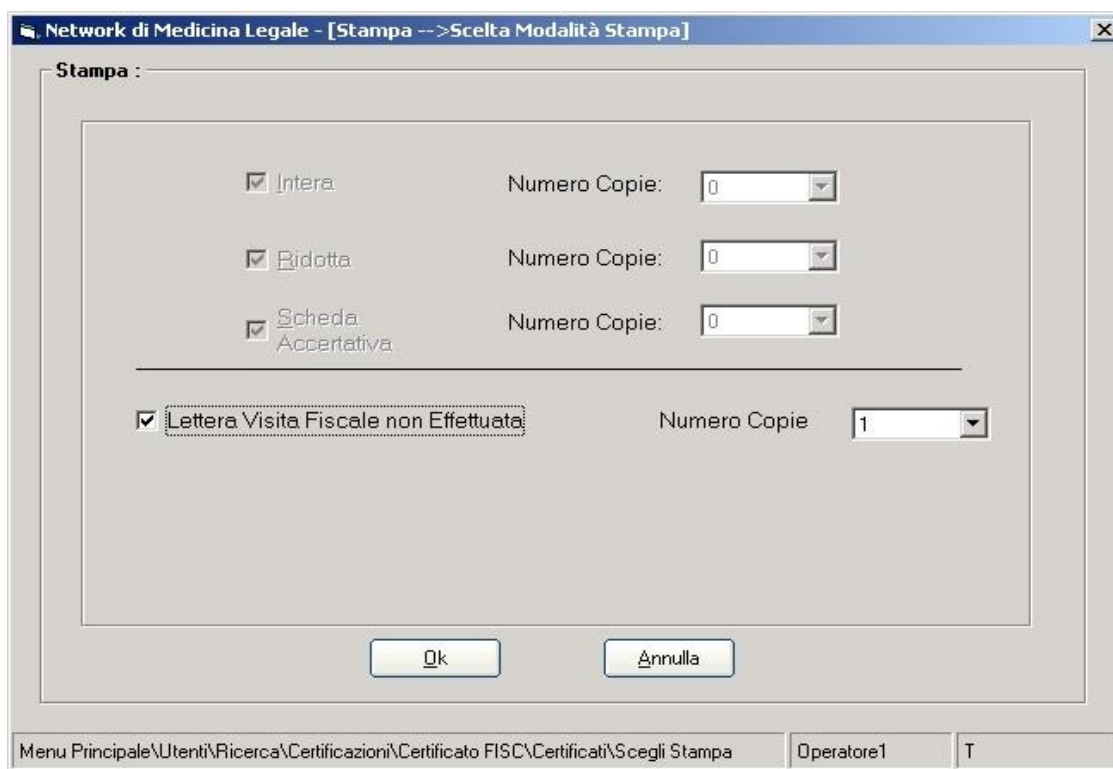 Network di Medicina Legale - [Stampa -->Scelta Modalità Stampa]
Stampa :
Intera Numero Copie: 0
Ridotta Numero Copie: 0
Scheda Accertativa Numero Copie: 0
Lettera Visita Fiscale non Effettuata Numero Copie 1
Ok Annulla
Menu Principale\Utenti\Ricerca\Certificazioni\Certificato FISC\Certificati\Scegli Stampa Operatore1 T